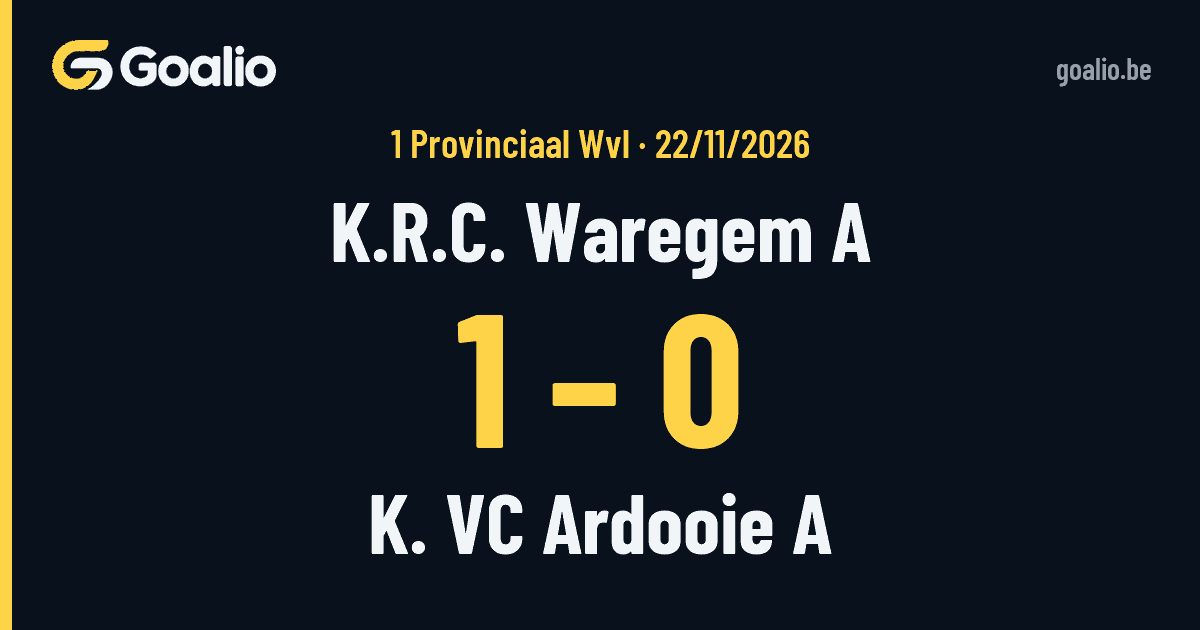 Goalio
goalio.be
1 Provinciaal Wvl · 22/11/2026
K.R.C. Waregem A
1 – 0
K. VC Ardooie A